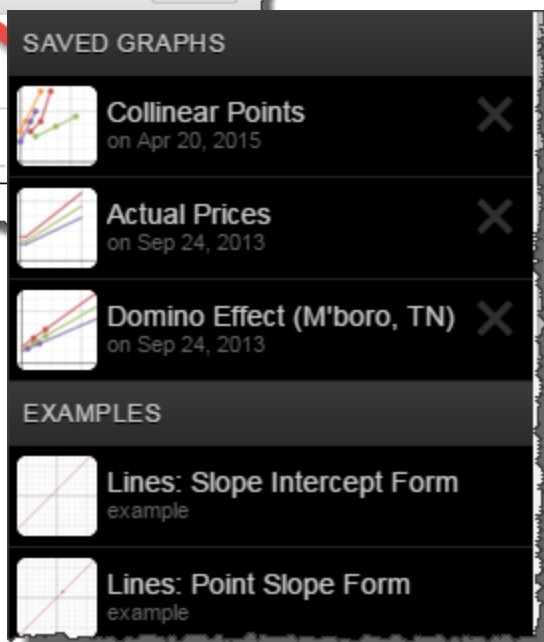 SAVED GRAPHS
Collinear Points
on Apr 20, 2015
Actual Prices
on Sep 24, 2013
Domino Effect (M'boro, TN)
on Sep 24, 2013
EXAMPLES
Lines: Slope Intercept Form
example
Lines: Point Slope Form
example